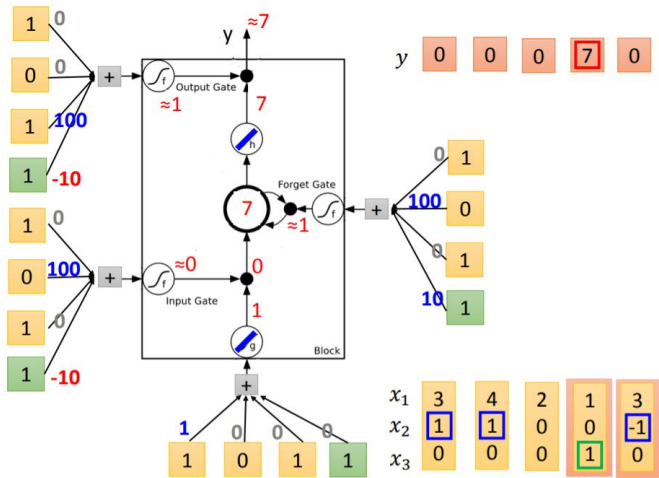 ≈7
y
1 0
0 0
1 100
1 -10
+
f
Output Gate
≈1
7
h
y 0 0 0 7 0
Forget Gate
7
≈1
f
+
0 1
100 0
0 1
10 1
1 0
0 100
1 0
1 -10
+
≈0
f
Input Gate
0
1
g
Block
+
1 0 0 0
1 0 1 1
x₁ 3 4 2 1 3
x₂ 1 1 0 0 -1
x₃ 0 0 0 1 0